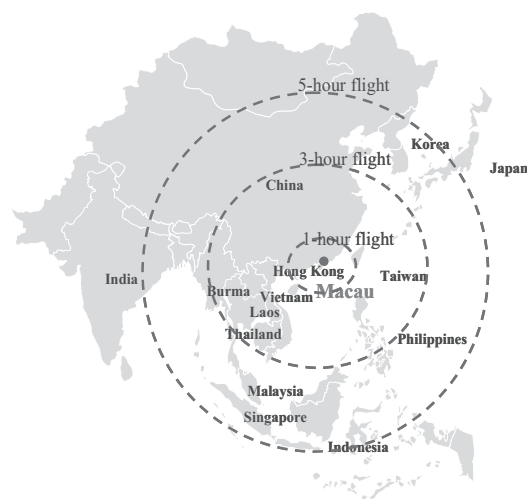 5-hour flight
Korea
3-hour flight
Japan
China
1-hour flight
Hong Kong
Taiwan
India
Burma
Vietnam
Macau
Laos
Thailand
Philippines
Malaysia
Singapore
Indonesia